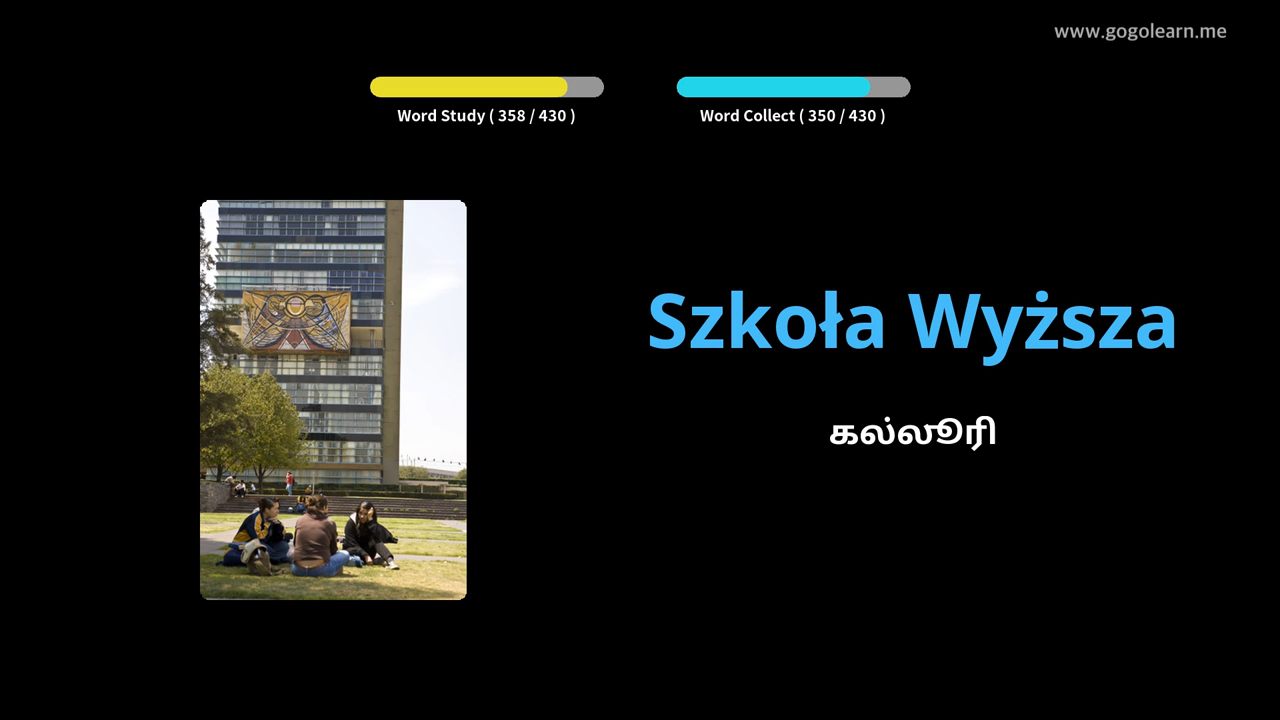 www.gogolearn.me
Word Study ( 358 / 430 )
Word Collect ( 350 / 430 )
Szkoła Wyższa
கல்லூரி